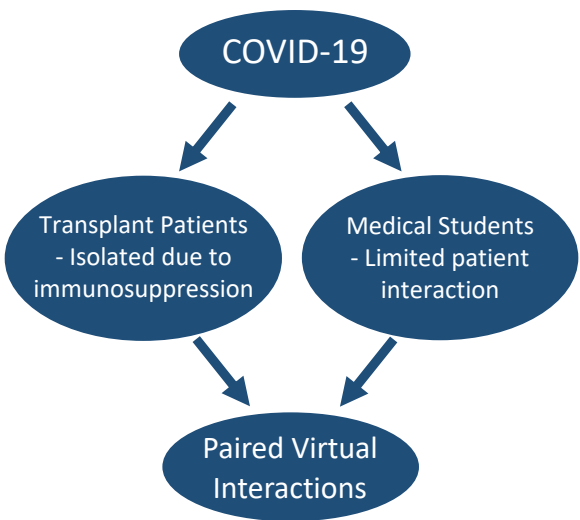 COVID-19
Transplant Patients
- Isolated due to
immunosuppression
Medical Students
- Limited patient
interaction
Paired Virtual
Interactions